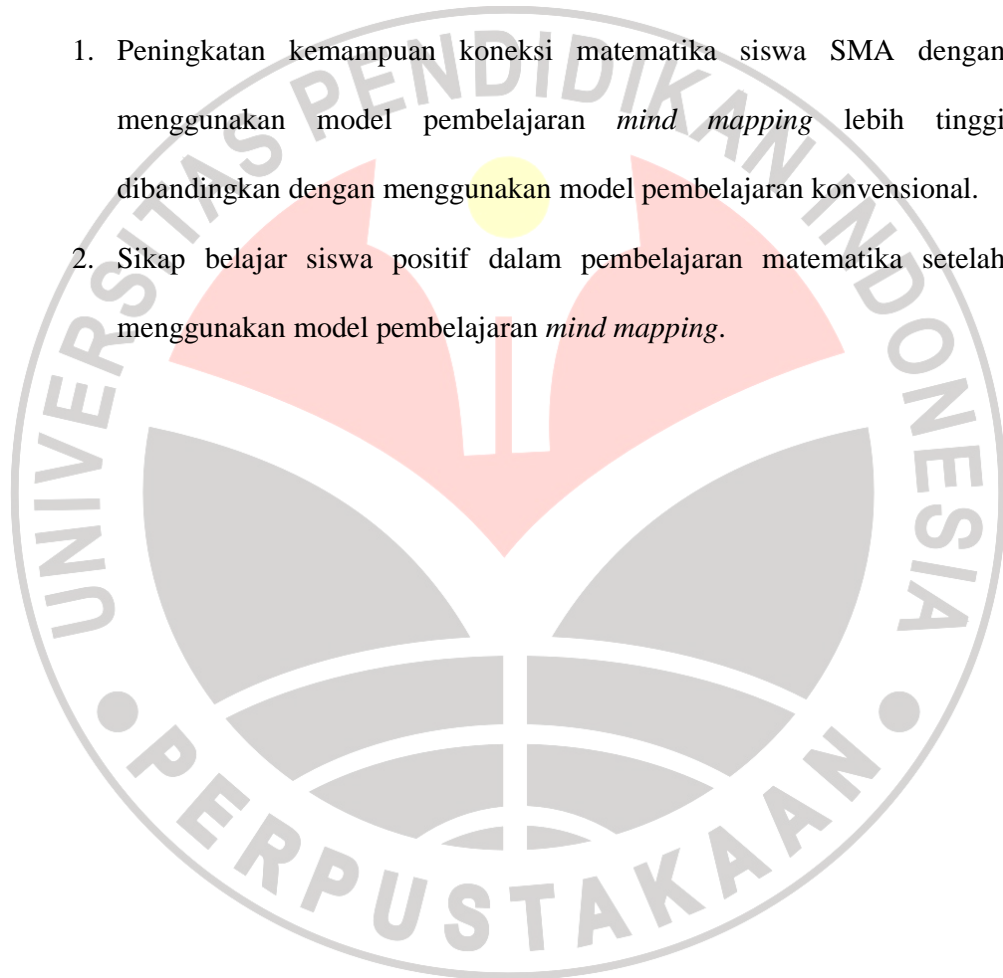 1. Peningkatan kemampuan koneksi matematika siswa SMA dengan
menggunakan model pembelajaran mind mapping lebih tinggi
dibandingkan dengan menggunakan model pembelajaran konvensional.
2. Sikap belajar siswa positif dalam pembelajaran matematika setelah
menggunakan model pembelajaran mind mapping.
UNIVERSITAS PENDIDIKAN INDONESIA
PERPUSTAKAAN